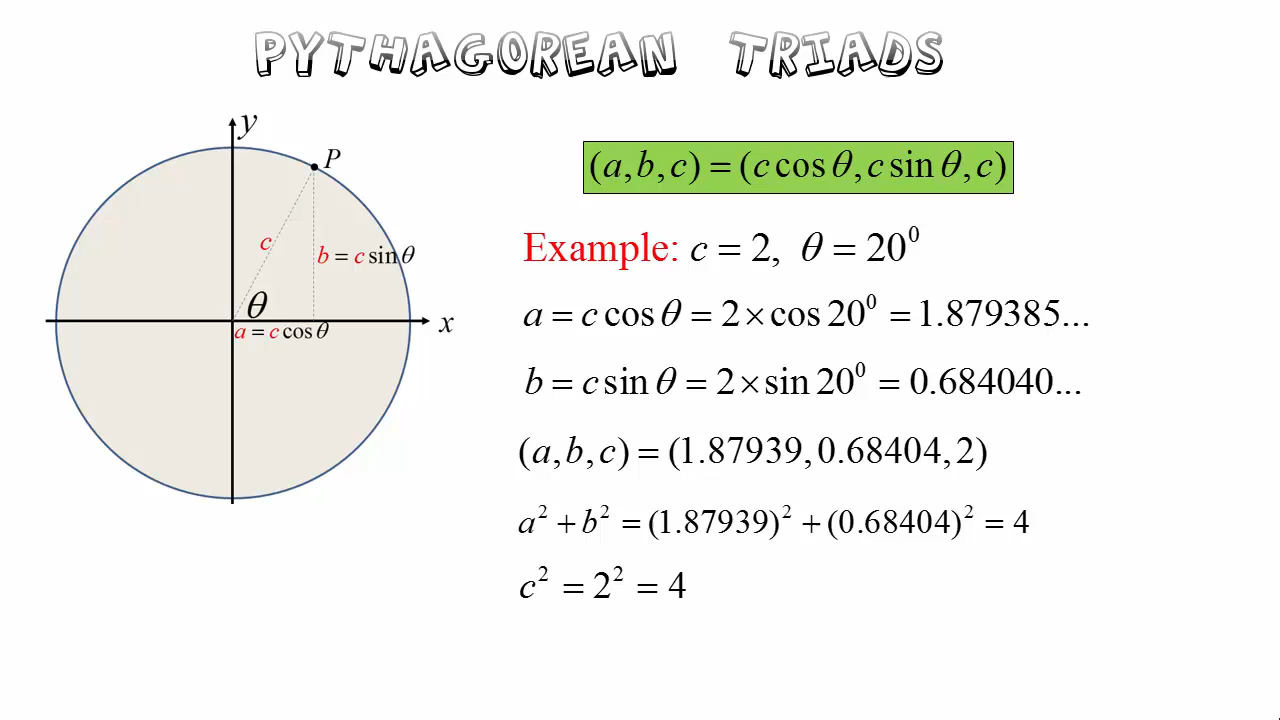 PYTHAGOREAN TRIADS
y
P
c
b = c sin θ
θ
a = c cos θ
x
(a, b, c) = (c cos θ, c sin θ, c)
Example: c = 2, θ = 20⁰
a = c cos θ = 2 × cos 20⁰ = 1.879385...
b = c sin θ = 2 × sin 20⁰ = 0.684040...
(a, b, c) = (1.87939, 0.68404, 2)
a² + b² = (1.87939)² + (0.68404)² = 4
c² = 2² = 4